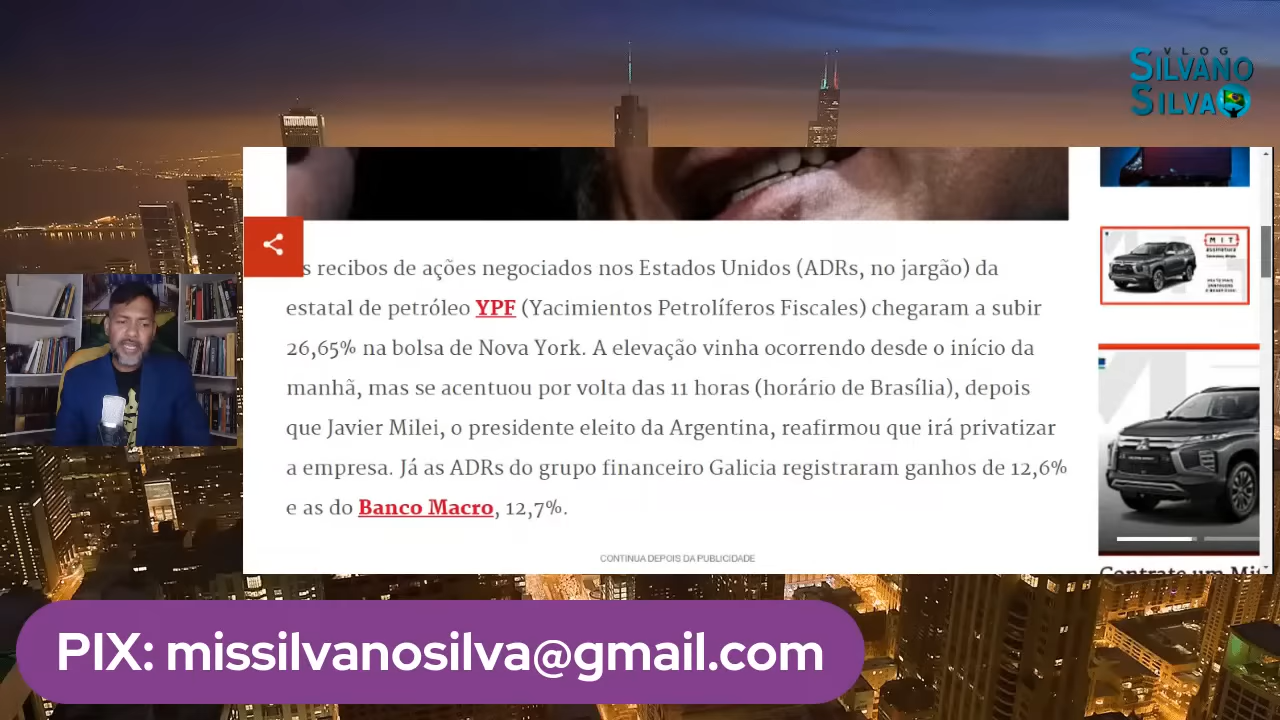 VLOG
SILVANO
SILVA
s recibos de ações negociados nos Estados Unidos (ADRs, no jargão) da
estatal de petróleo YPF (Yacimientos Petrolíferos Fiscales) chegaram a subir
26,65% na bolsa de Nova York. A elevação vinha ocorrendo desde o início da
manhã, mas se acentuou por volta das 11 horas (horário de Brasília), depois
que Javier Milei, o presidente eleito da Argentina, reafirmou que irá privatizar
a empresa. Já as ADRs do grupo financeiro Galicia registraram ganhos de 12,6%
e as do Banco Macro, 12,7%.
CONTINUA DEPOIS DA PUBLICIDADE
MIT
Contrate um Mit
PIX: missilvanosilva@gmail.com